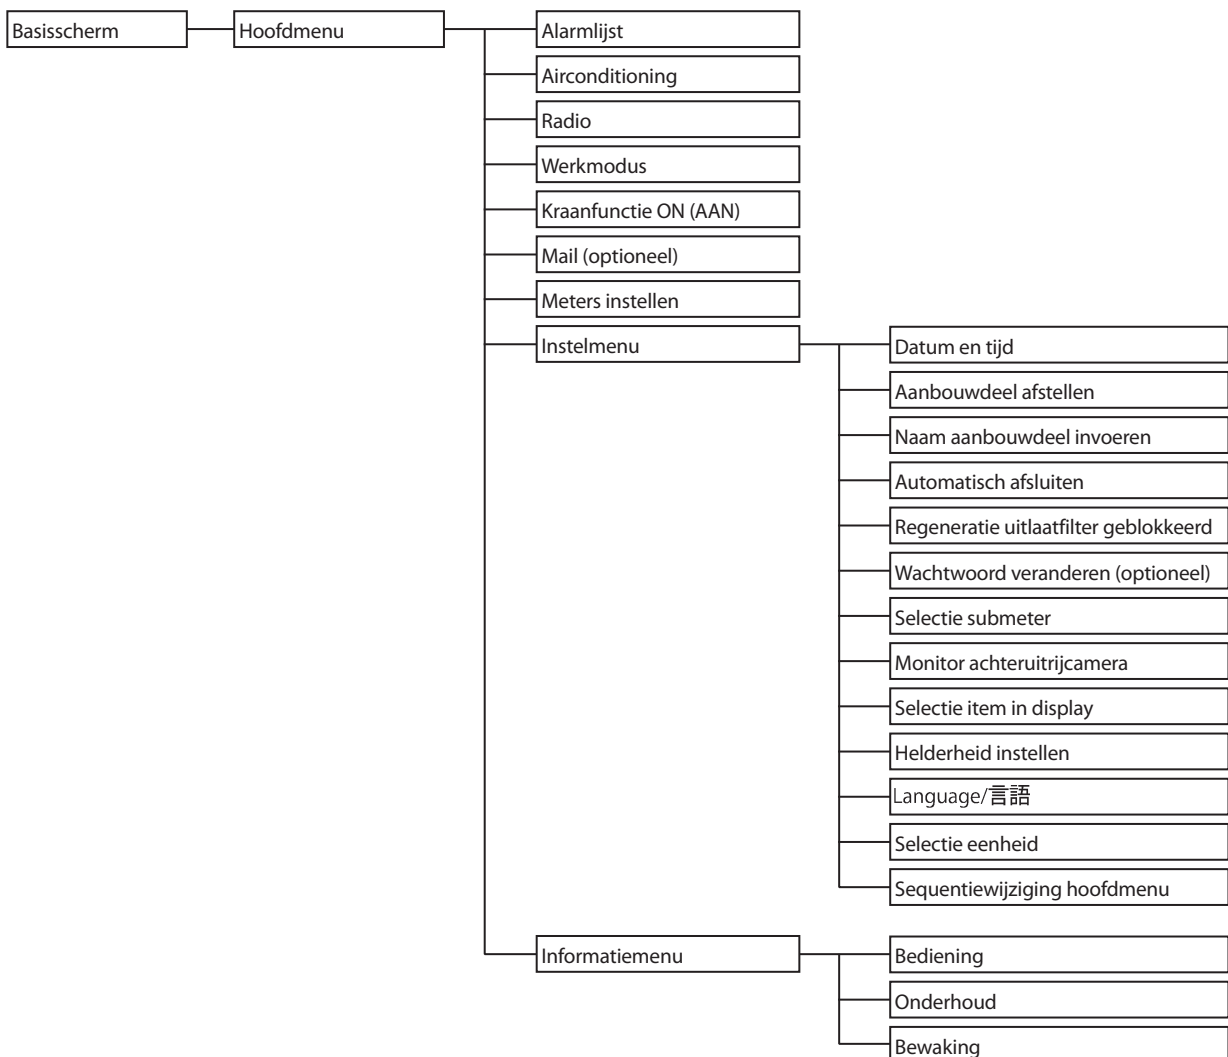 Basisscherm
Hoofdmenu
Alarmlijst
Airconditioning
Radio
Werkmodus
Kraanfunctie ON (AAN)
Mail (optioneel)
Meters instellen
Instelmenu
Datum en tijd
Aanbouwdeel afstellen
Naam aanbouwdeel invoeren
Automatisch afsluiten
Regeneratie uitlaatfilter geblokkeerd
Wachtwoord veranderen (optioneel)
Selectie submeter
Monitor achteruitrijcamera
Selectie item in display
Helderheid instellen
Language/言語
Selectie eenheid
Sequentiewijziging hoofdmenu
Informatiemenu
Bediening
Onderhoud
Bewaking